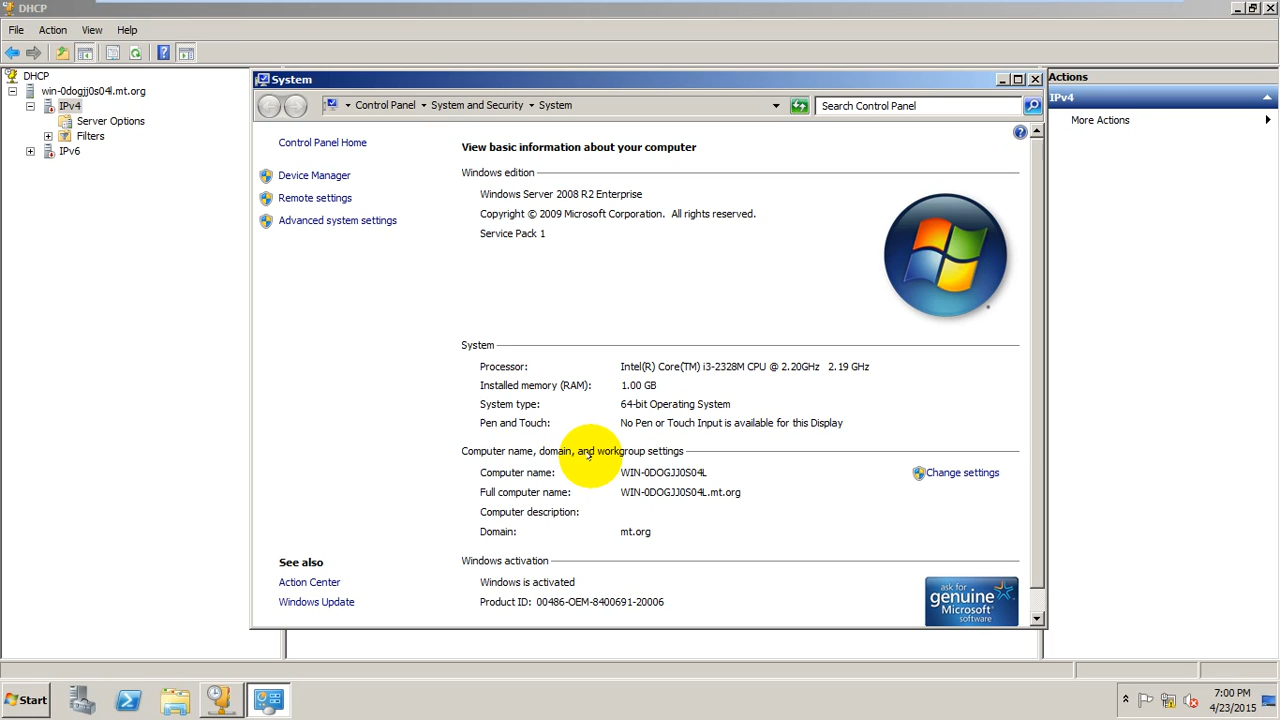 DHCP
File Action View Help
DHCP
win-0dogjj0s04l.mt.org
IPv4
Server Options
Filters
IPv6
System
Control Panel System and Security System
Search Control Panel
Control Panel Home
Device Manager
Remote settings
Advanced system settings
See also
Action Center
Windows Update
View basic information about your computer
Windows edition
Windows Server 2008 R2 Enterprise
Copyright © 2009 Microsoft Corporation. All rights reserved.
Service Pack 1
System
Processor: Intel(R) Core(TM) i3-2328M CPU @ 2.20GHz 2.19 GHz
Installed memory (RAM): 1.00 GB
System type: 64-bit Operating System
Pen and Touch: No Pen or Touch Input is available for this Display
Computer name, domain, and workgroup settings
Computer name: WIN-0DOGJJ0S04L
Change settings
Full computer name: WIN-0DOGJJ0S04L.mt.org
Computer description:
Domain: mt.org
Windows activation
Windows is activated
Product ID: 00486-OEM-8400691-20006
ask for
genuine
Microsoft
software
Actions
IPv4
More Actions
Start
7:00 PM
4/23/2015